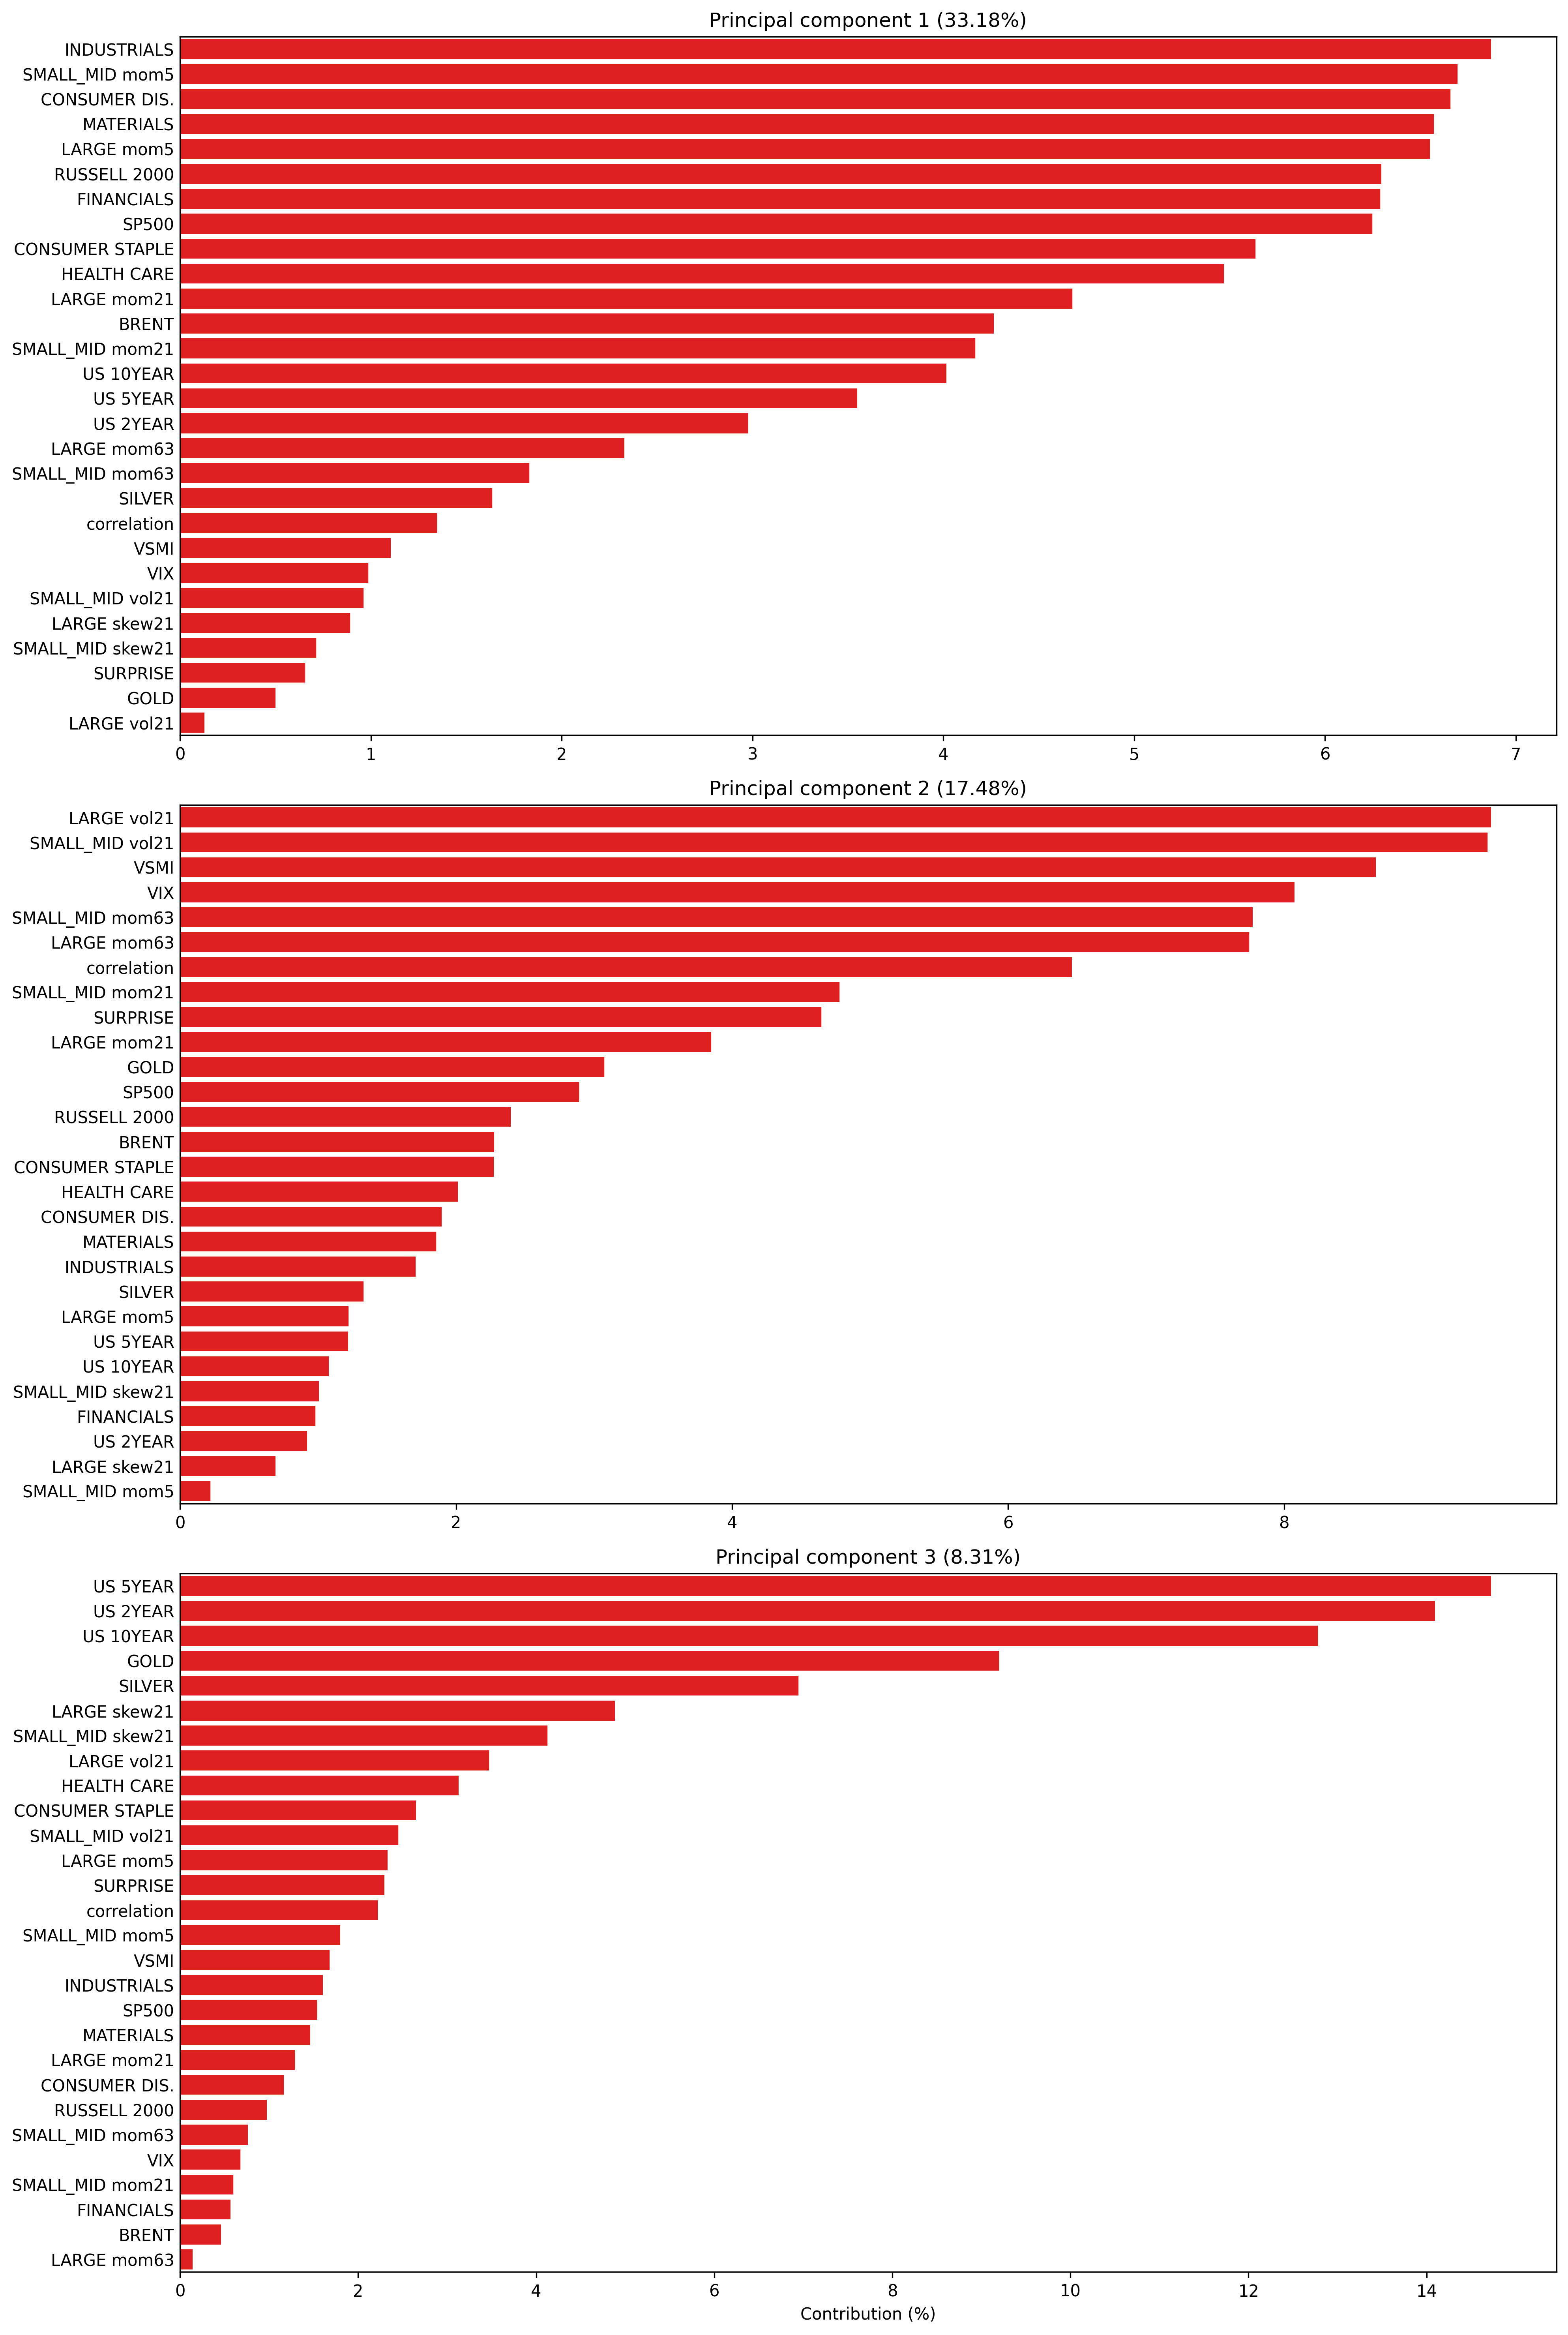 Principal component 1 (33.18%)
INDUSTRIALS
SMALL_MID mom5
CONSUMER DIS.
MATERIALS
LARGE mom5
RUSSELL 2000
FINANCIALS
SP500
CONSUMER STAPLE
HEALTH CARE
LARGE mom21
BRENT
SMALL_MID mom21
US 10YEAR
US 5YEAR
US 2YEAR
LARGE mom63
SMALL_MID mom63
SILVER
correlation
VSMI
VIX
SMALL_MID vol21
LARGE skew21
SMALL_MID skew21
SURPRISE
GOLD
LARGE vol21
0 1 2 3 4 5 6 7
Principal component 2 (17.48%)
LARGE vol21
SMALL_MID vol21
VSMI
VIX
SMALL_MID mom63
LARGE mom63
correlation
SMALL_MID mom21
SURPRISE
LARGE mom21
GOLD
SP500
RUSSELL 2000
BRENT
CONSUMER STAPLE
HEALTH CARE
CONSUMER DIS.
MATERIALS
INDUSTRIALS
SILVER
LARGE mom5
US 5YEAR
US 10YEAR
SMALL_MID skew21
FINANCIALS
US 2YEAR
LARGE skew21
SMALL_MID mom5
0 2 4 6 8
Principal component 3 (8.31%)
US 5YEAR
US 2YEAR
US 10YEAR
GOLD
SILVER
LARGE skew21
SMALL_MID skew21
LARGE vol21
HEALTH CARE
CONSUMER STAPLE
SMALL_MID vol21
LARGE mom5
SURPRISE
correlation
SMALL_MID mom5
VSMI
INDUSTRIALS
SP500
MATERIALS
LARGE mom21
CONSUMER DIS.
RUSSELL 2000
SMALL_MID mom63
VIX
SMALL_MID mom21
FINANCIALS
BRENT
LARGE mom63
0 2 4 6 8 10 12 14
Contribution (%)